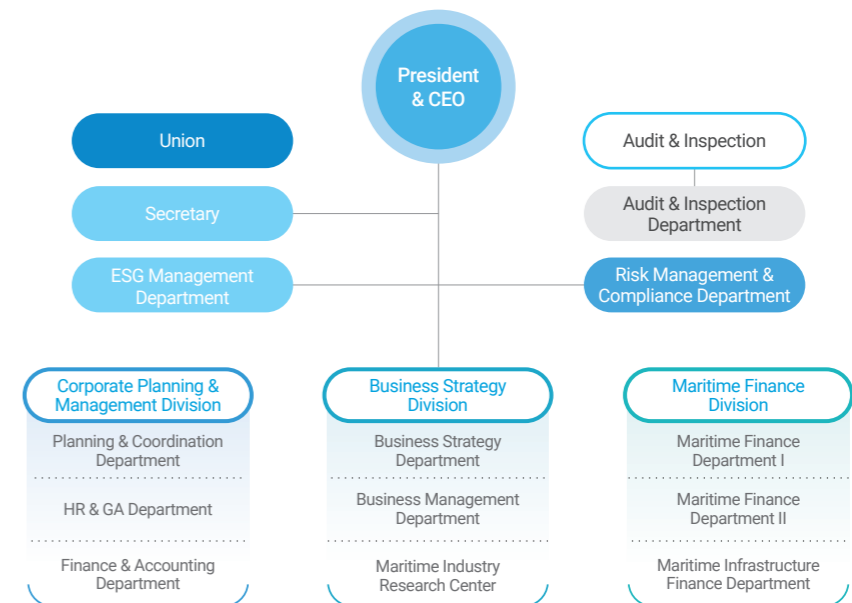 President
& CEO
Union
Audit & Inspection
Secretary
Audit & Inspection
Department
ESG Management
Department
Risk Management &
Compliance Department
Corporate Planning &
Management Division
Planning & Coordination
Department
HR & GA Department
Finance & Accounting
Department
Business Strategy
Division
Business Strategy
Department
Business Management
Department
Maritime Industry
Research Center
Maritime Finance
Division
Maritime Finance
Department I
Maritime Finance
Department II
Maritime Infrastructure
Finance Department